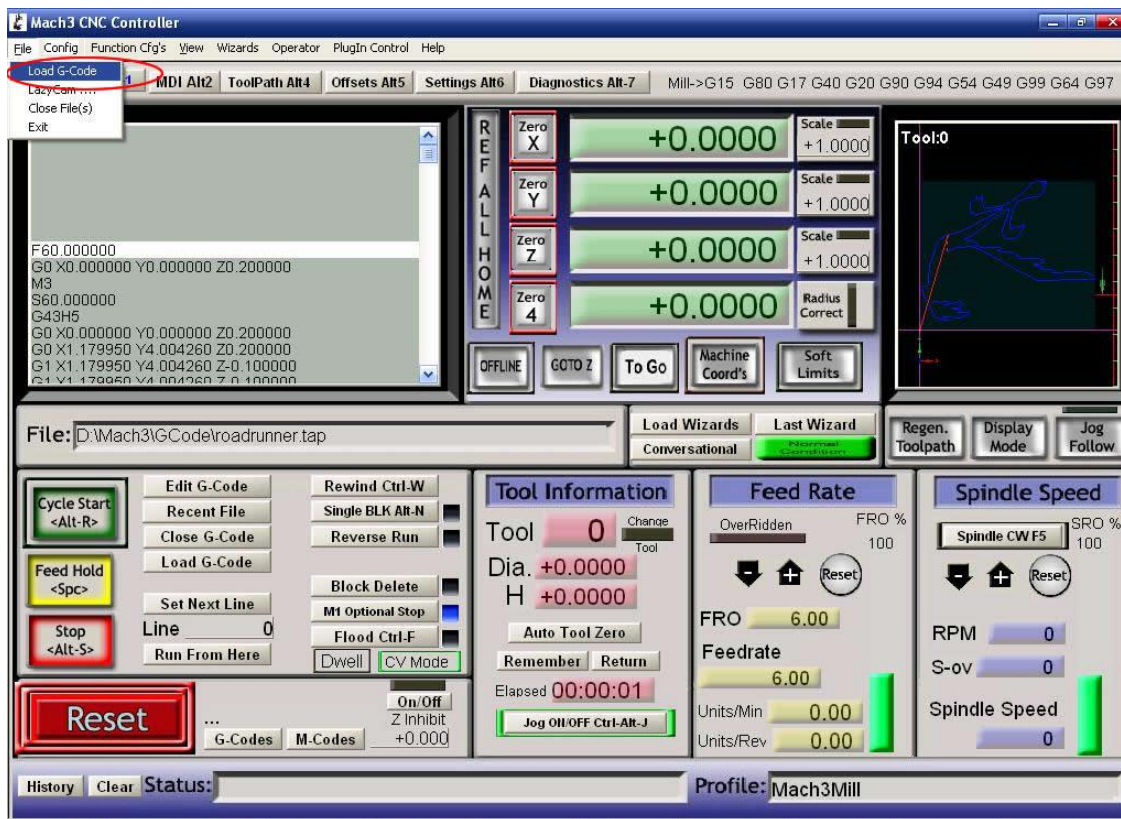 Mach3 CNC Controller
File Config Function Cfg's View Wizards Operator PlugIn Control Help
Load G-Code
LazyCam ....
Close File(s)
Exit
1 MDI Alt2 ToolPath Alt4 Offsets Alt5 Settings Alt6 Diagnostics Alt-7 Mill->G15 G80 G17 G40 G20 G90 G94 G54 G49 G99 G64 G97
F60.000000
G0 X0.000000 Y0.000000 Z0.200000
M3
S60.000000
G43H5
G0 X0.000000 Y0.000000 Z0.200000
G0 X1.179950 Y4.004260 Z0.200000
G1 X1.179950 Y4.004260 Z-0.100000
G1 X1.179950 Y4.004260 Z-0.100000
REF ALL HOME
Zero X +0.0000 Scale +1.0000
Zero Y +0.0000 Scale +1.0000
Zero Z +0.0000 Scale +1.0000
Zero 4 +0.0000 Radius Correct
OFFLINE GOTO Z To Go Machine Coord's Soft Limits
Tool:0
File: D:\Mach3\GCode\roadrunner.tap
Load Wizards Last Wizard
Conversational Normal Condition
Regen. Toolpath Display Mode Jog Follow
Cycle Start <Alt-R>
Feed Hold <Spc>
Stop <Alt-S>
Edit G-Code
Recent File
Close G-Code
Load G-Code
Set Next Line
Line 0
Run From Here
Rewind Ctrl-W
Single BLK Alt-N
Reverse Run
Block Delete
M1 Optional Stop
Flood Ctrl-F
Dwell CV Mode
Reset
...
G-Codes M-Codes
On/Off
Z Inhibit
+0.000
Tool Information
Tool 0 Change Tool
Dia. +0.0000
H +0.0000
Auto Tool Zero
Remember Return
Elapsed 00:00:01
Jog ON/OFF Ctrl-Alt-J
Feed Rate
OverRidden FRO %
100
Reset
FRO 6.00
Feedrate
6.00
Units/Min 0.00
Units/Rev 0.00
Spindle Speed
Spindle CW F5 SRO %
100
Reset
RPM 0
S-ov 0
Spindle Speed
0
History Clear Status:
Profile: Mach3Mill